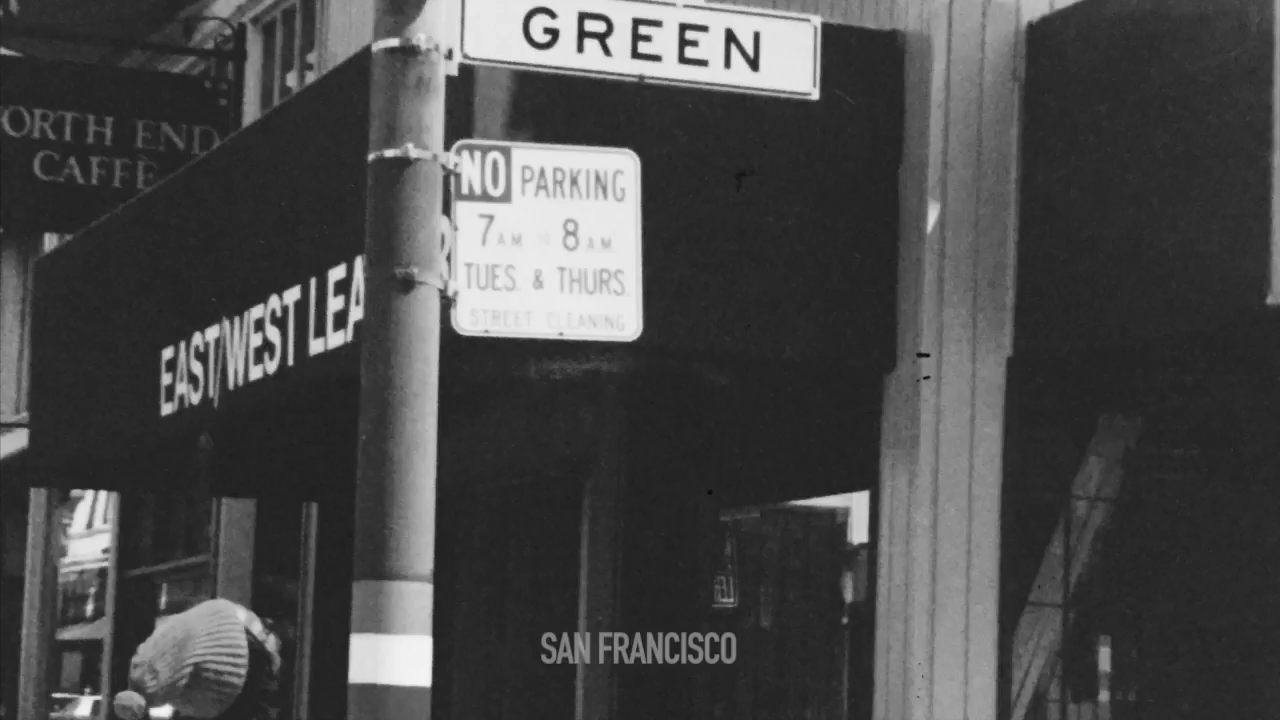 GREEN
ORTH END
CAFFÈ
NO PARKING
7 AM TO 8 AM
TUES. & THURS.
STREET CLEANING
EAST/WEST LEA
SAN FRANCISCO